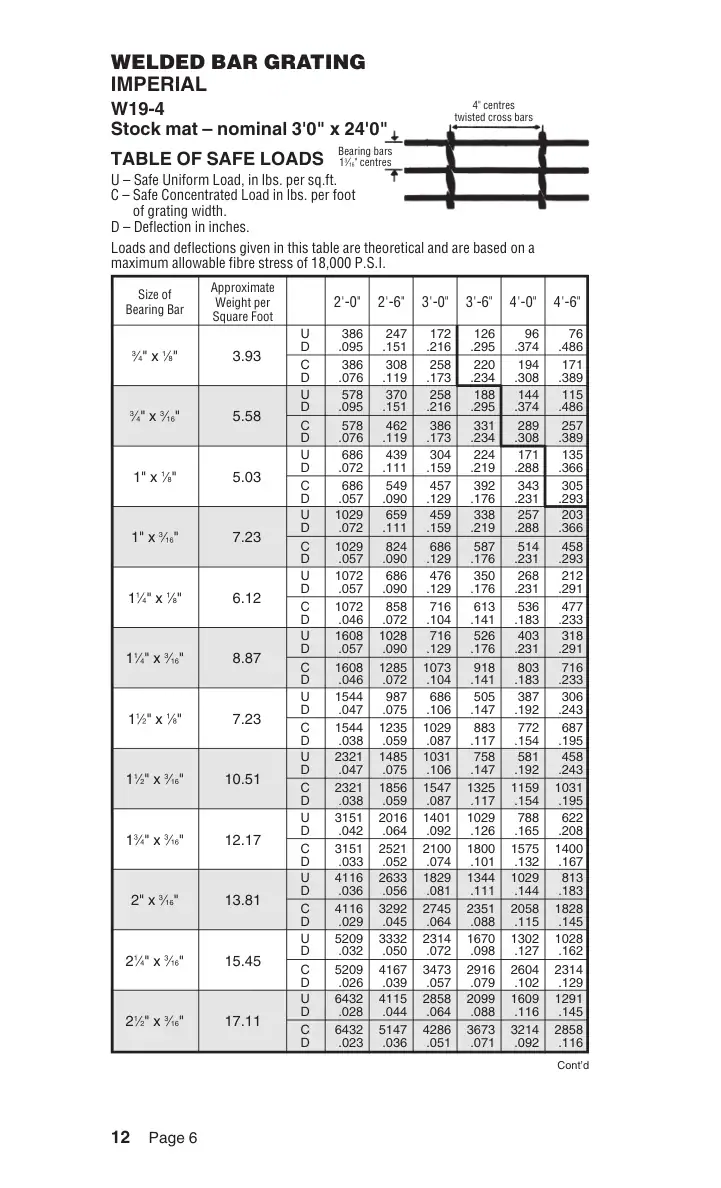 WELDED BAR GRATING
IMPERIAL
W19-4
Stock mat – nominal 3'0" x 24'0"
4" centres
twisted cross bars
Bearing bars
1 3/16" centres
TABLE OF SAFE LOADS
U – Safe Uniform Load, in lbs. per sq.ft.
C – Safe Concentrated Load in lbs. per foot
of grating width.
D – Deflection in inches.
Loads and deflections given in this table are theoretical and are based on a
maximum allowable fibre stress of 18,000 P.S.I.
Size of Bearing Bar | Approximate Weight per Square Foot | 2'-0" 2'-6" 3'-0" 3'-6" 4'-0" 4'-6"
3/4" x 1/8" 3.93
U 386 247 172 126 96 76
D .095 .151 .216 .295 .374 .486
C 386 308 258 220 194 171
D .076 .119 .173 .234 .308 .389
3/4" x 3/16" 5.58
U 578 370 258 188 144 115
D .095 .151 .216 .295 .374 .486
C 578 462 386 331 289 257
D .076 .119 .173 .234 .308 .389
1" x 1/8" 5.03
U 686 439 304 224 171 135
D .072 .111 .159 .219 .288 .366
C 686 549 457 392 343 305
D .057 .090 .129 .176 .231 .293
1" x 3/16" 7.23
U 1029 659 459 338 257 203
D .072 .111 .159 .219 .288 .366
C 1029 824 686 587 514 458
D .057 .090 .129 .176 .231 .293
1 1/4" x 1/8" 6.12
U 1072 686 476 350 268 212
D .057 .090 .129 .176 .231 .291
C 1072 858 716 613 536 477
D .046 .072 .104 .141 .183 .233
1 1/4" x 3/16" 8.87
U 1608 1028 716 526 403 318
D .057 .090 .129 .176 .231 .291
C 1608 1285 1073 918 803 716
D .046 .072 .104 .141 .183 .233
1 1/2" x 1/8" 7.23
U 1544 987 686 505 387 306
D .047 .075 .106 .147 .192 .243
C 1544 1235 1029 883 772 687
D .038 .059 .087 .117 .154 .195
1 1/2" x 3/16" 10.51
U 2321 1485 1031 758 581 458
D .047 .075 .106 .147 .192 .243
C 2321 1856 1547 1325 1159 1031
D .038 .059 .087 .117 .154 .195
1 3/4" x 3/16" 12.17
U 3151 2016 1401 1029 788 622
D .042 .064 .092 .126 .165 .208
C 3151 2521 2100 1800 1575 1400
D .033 .052 .074 .101 .132 .167
2" x 3/16" 13.81
U 4116 2633 1829 1344 1029 813
D .036 .056 .081 .111 .144 .183
C 4116 3292 2745 2351 2058 1828
D .029 .045 .064 .088 .115 .145
2 1/4" x 3/16" 15.45
U 5209 3332 2314 1670 1302 1028
D .032 .050 .072 .098 .127 .162
C 5209 4167 3473 2916 2604 2314
D .026 .039 .057 .079 .102 .129
2 1/2" x 3/16" 17.11
U 6432 4115 2858 2099 1609 1291
D .028 .044 .064 .088 .116 .145
C 6432 5147 4286 3673 3214 2858
D .023 .036 .051 .071 .092 .116
Cont'd
12 Page 6